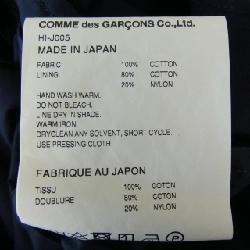 COMME des GARÇONS Co.,Ltd.
HI-J005
MADE IN JAPAN
FABRIC 100% COTTON
LINING 80% COTTON
20% NYLON
HAND WASH WARM.
DO NOT BLEACH.
LINE DRY IN SHADE.
WARM IRON.
DRYCLEAN ANY SOLVENT, SHORT CYCLE.
USE PRESSING CLOTH
FABRIQUE AU JAPON
TISSU 100% COTTON
DOUBLURE 80% COTTON
20% NYLON